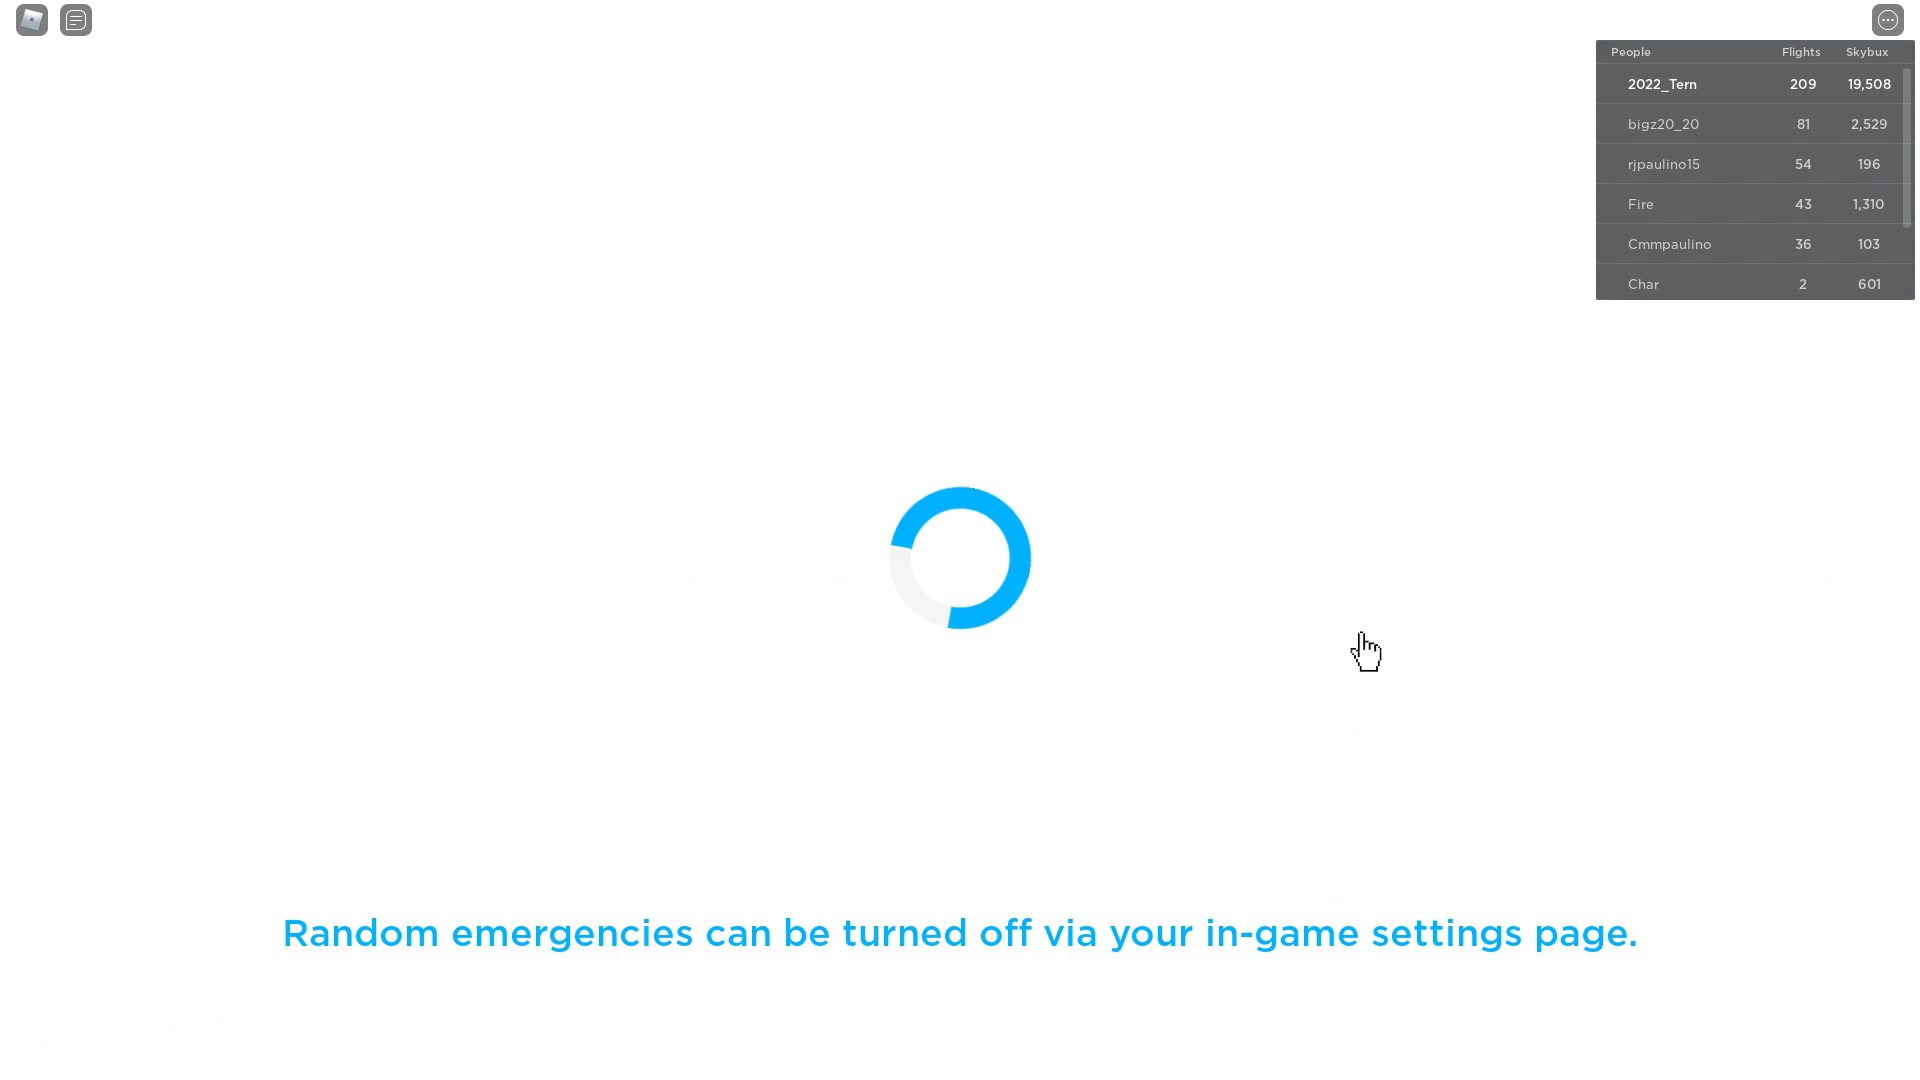 People Flights Skybux
2022_Tern 209 19,508
bigz20_20 81 2,529
rjpaulino15 54 196
Fire 43 1,310
Cmmpaulino 36 103
Char 2 601
Random emergencies can be turned off via your in-game settings page.